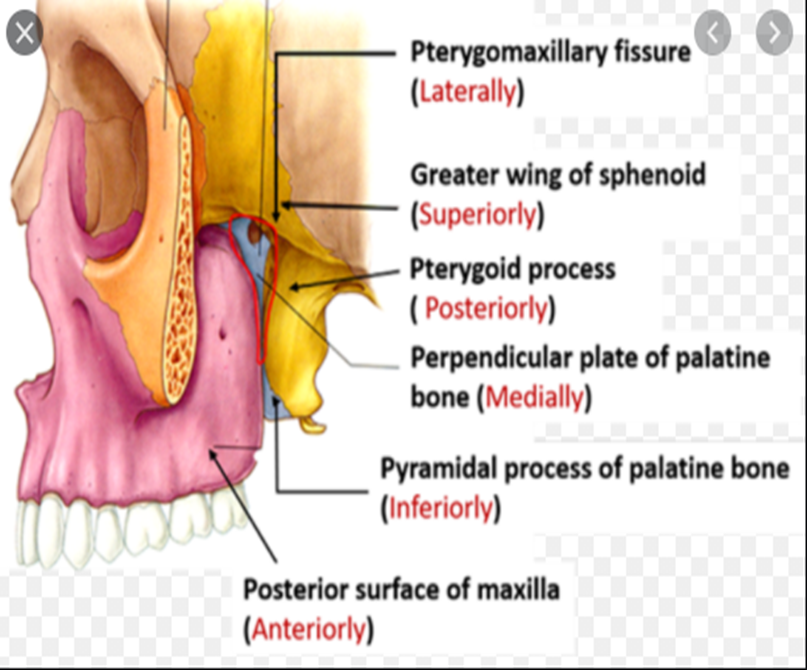 Pterygomaxillary fissure
(Laterally)
Greater wing of sphenoid
(Superiorly)
Pterygoid process
( Posteriorly)
Perpendicular plate of palatine
bone (Medially)
Pyramidal process of palatine bone
(Inferiorly)
Posterior surface of maxilla
(Anteriorly)